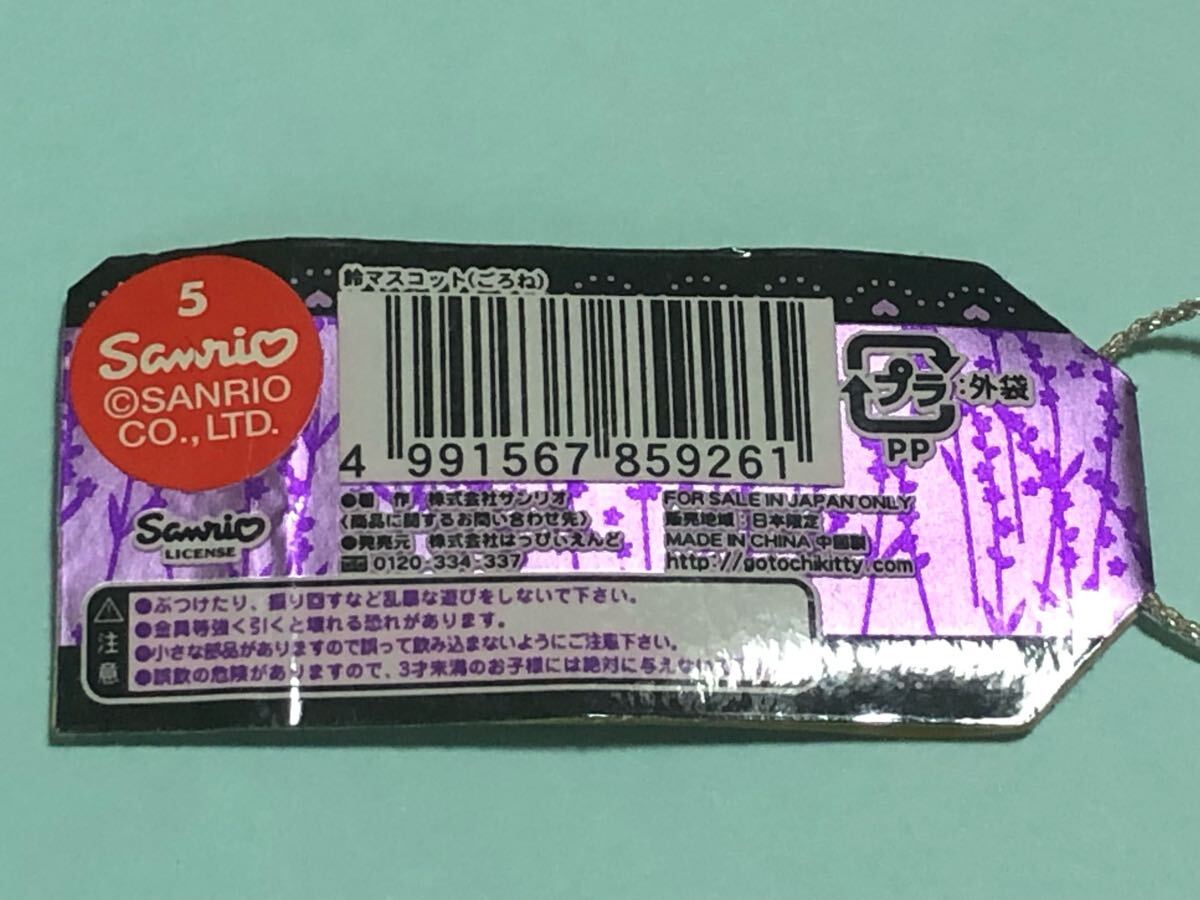 5
Sanrio
©SANRIO
CO., LTD.
Sanrio
LICENSE
鈴マスコット(ごろね)
4 991567 859261
プラ:外袋
PP
●著 作 株式会社サンリオ
〈商品に関するお問い合わせ先〉
●発売元 株式会社はっぴいえんど
0120-334-337
FOR SALE IN JAPAN ONLY
販売地域:日本限定
MADE IN CHINA 中國製
http://gotochikitty.com
注意
●ぶつけたり、振り回すなど乱暴な遊びをしないで下さい。
●金具等強く引くと壊れる恐れがあります。
●小さな部品がありますので誤って飲み込まないようにご注意下さい。
●誤飲の危険がありますので、3才未満のお子様には絶対に与えない